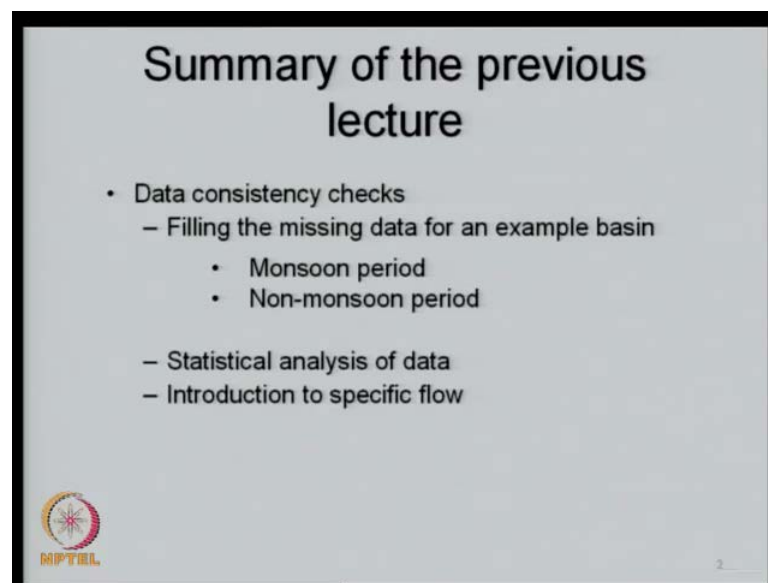 Summary of the previous
lecture
• Data consistency checks
– Filling the missing data for an example basin
• Monsoon period
• Non-monsoon period
– Statistical analysis of data
– Introduction to specific flow
NPTEL
2